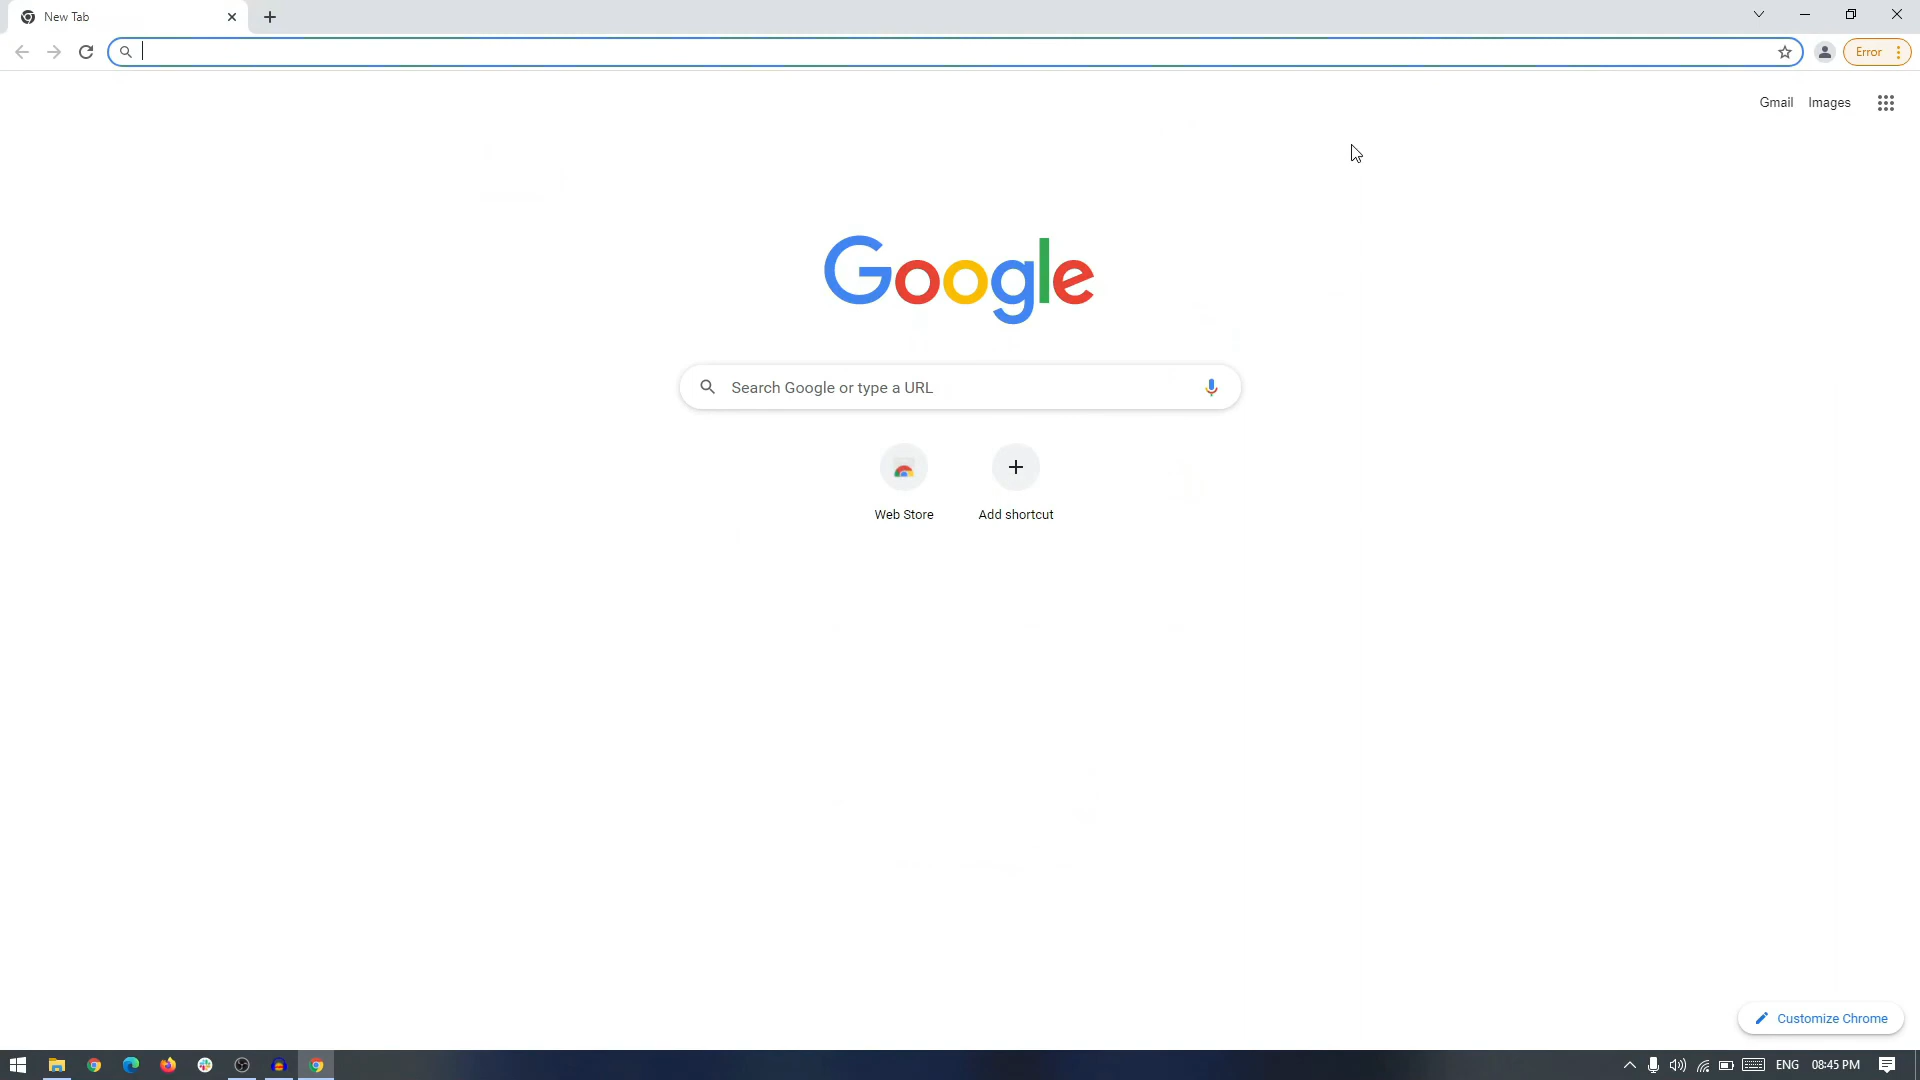 New Tab
Error
Gmail Images
Google
Search Google or type a URL
Web Store
Add shortcut
Customize Chrome
ENG 08:45 PM